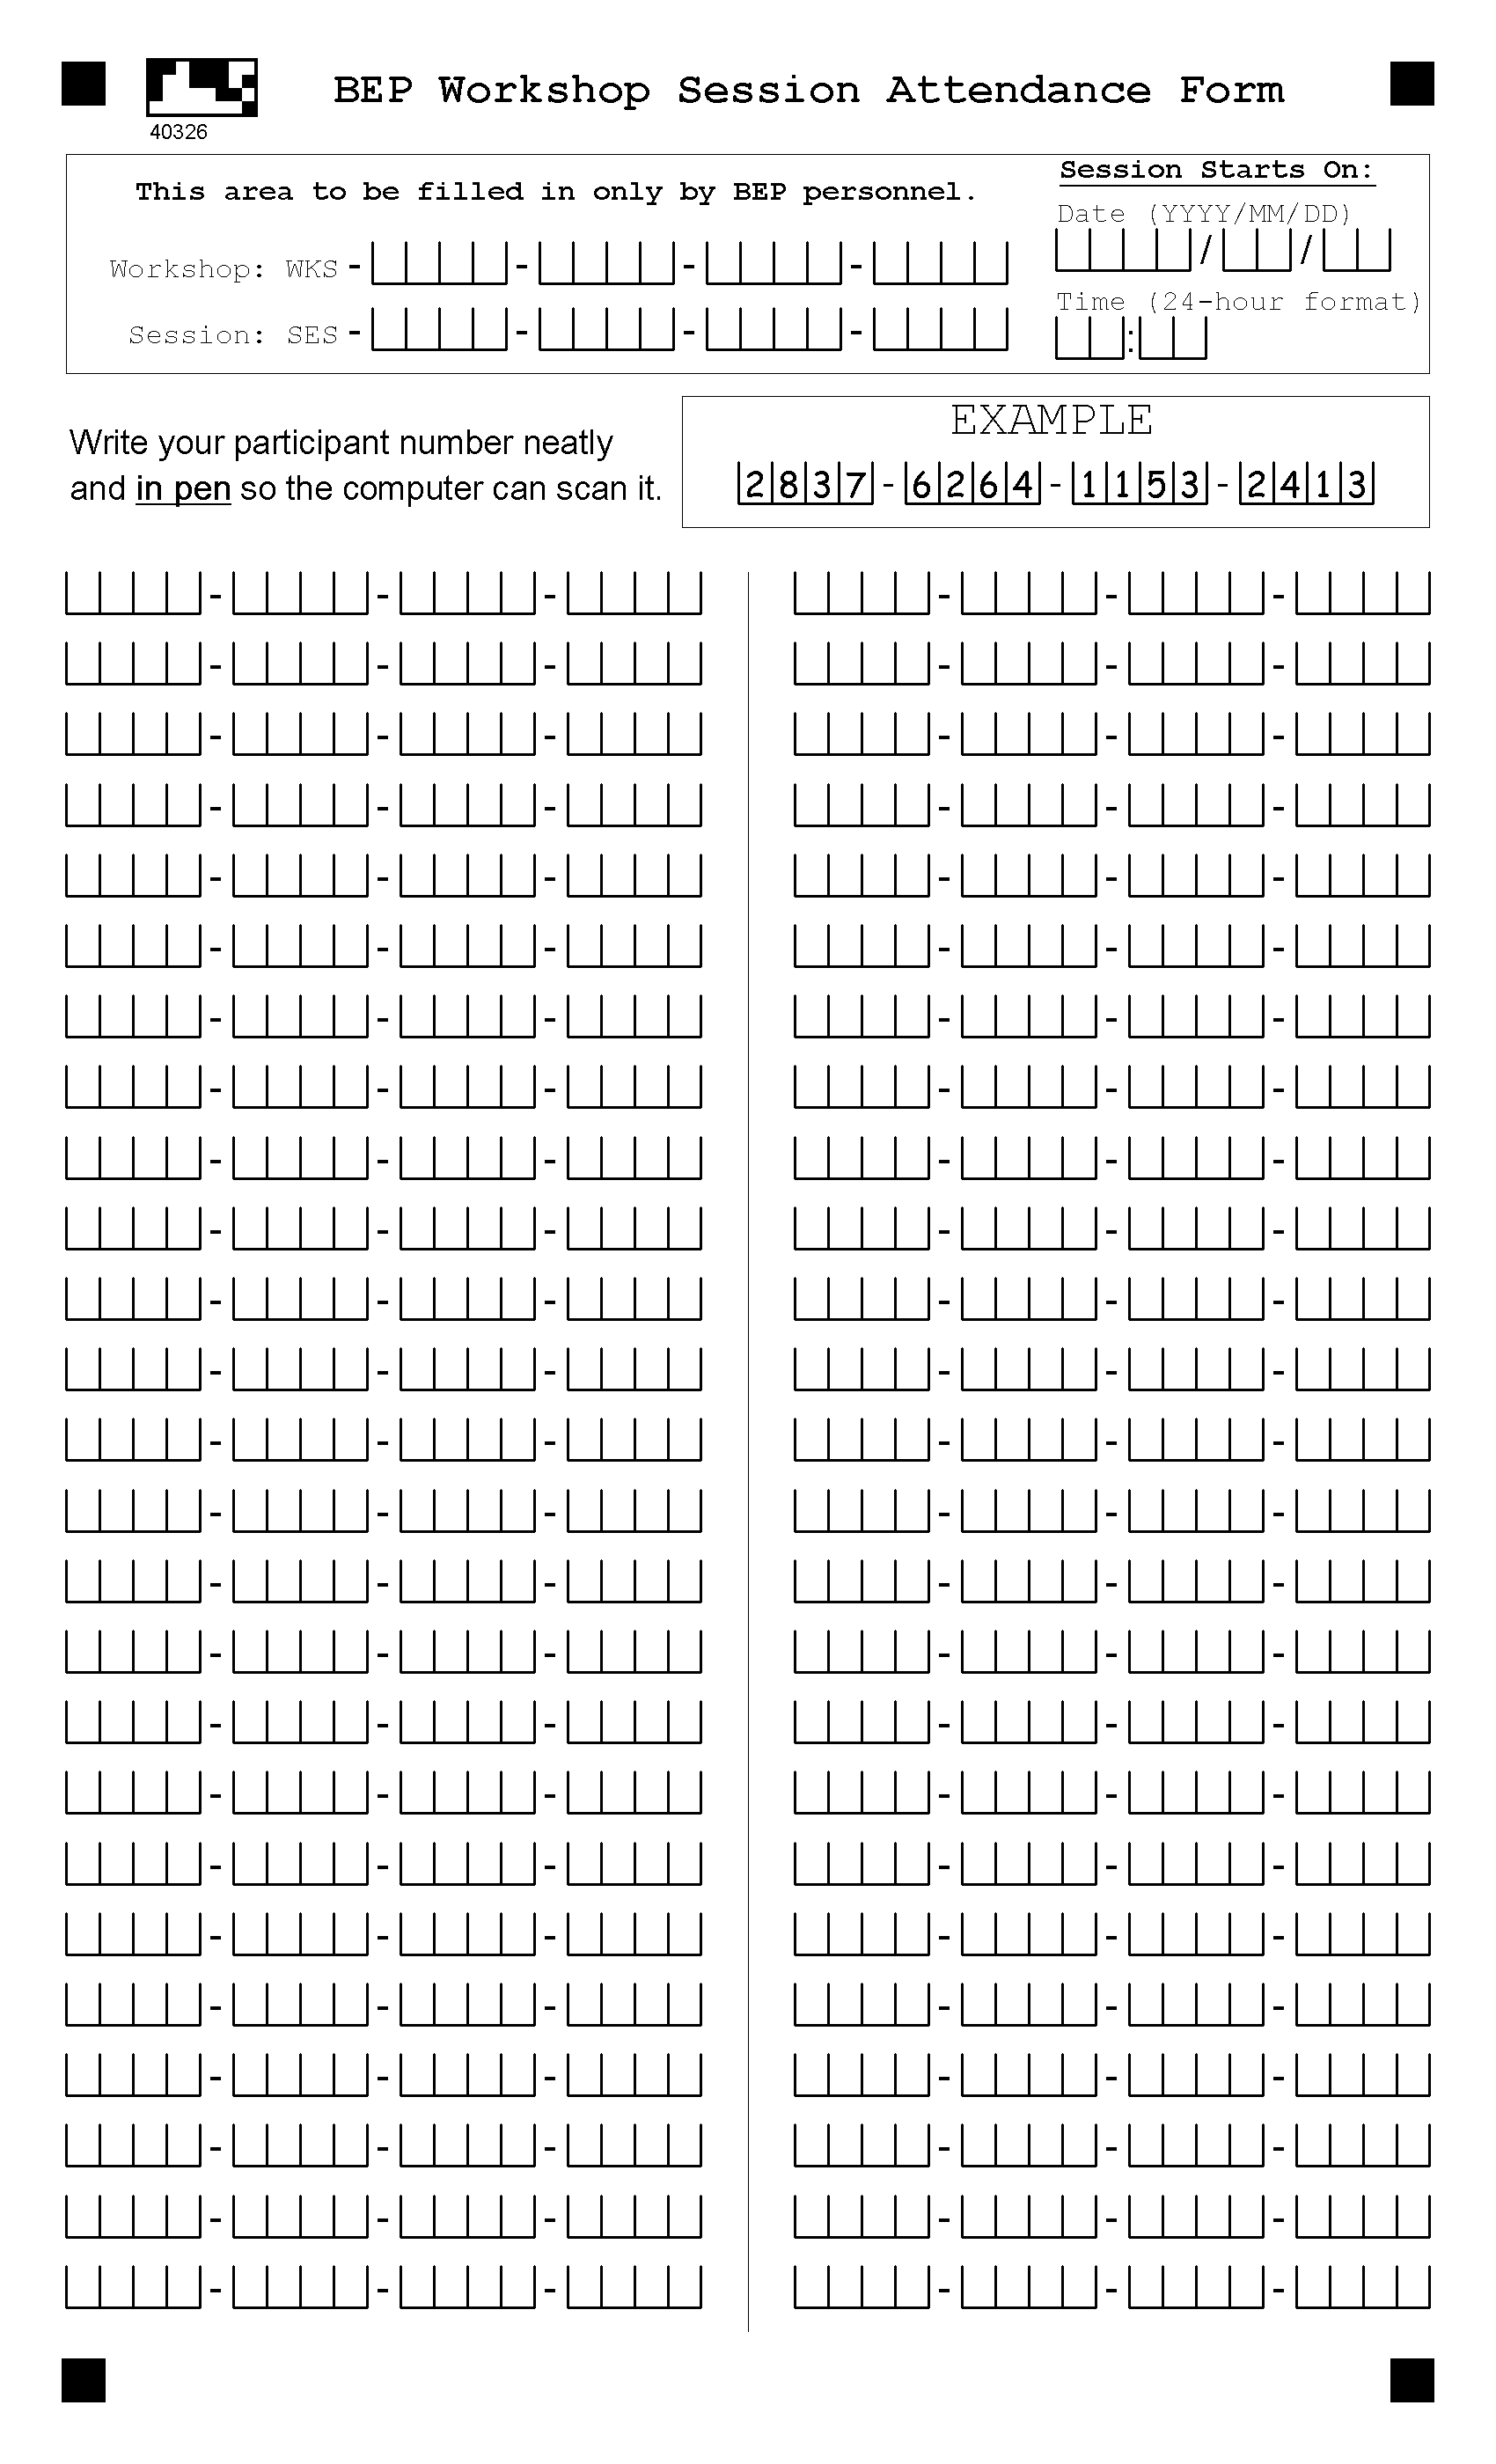 BEP Workshop Session Attendance Form
40326
This area to be filled in only by BEP personnel.
Workshop: WKS - - - -
Session: SES - - - -
Session Starts On:
Date (YYYY/MM/DD)
/ /
Time (24-hour format)
:
Write your participant number neatly
and in pen so the computer can scan it.
EXAMPLE
2837-6264-1153-2413